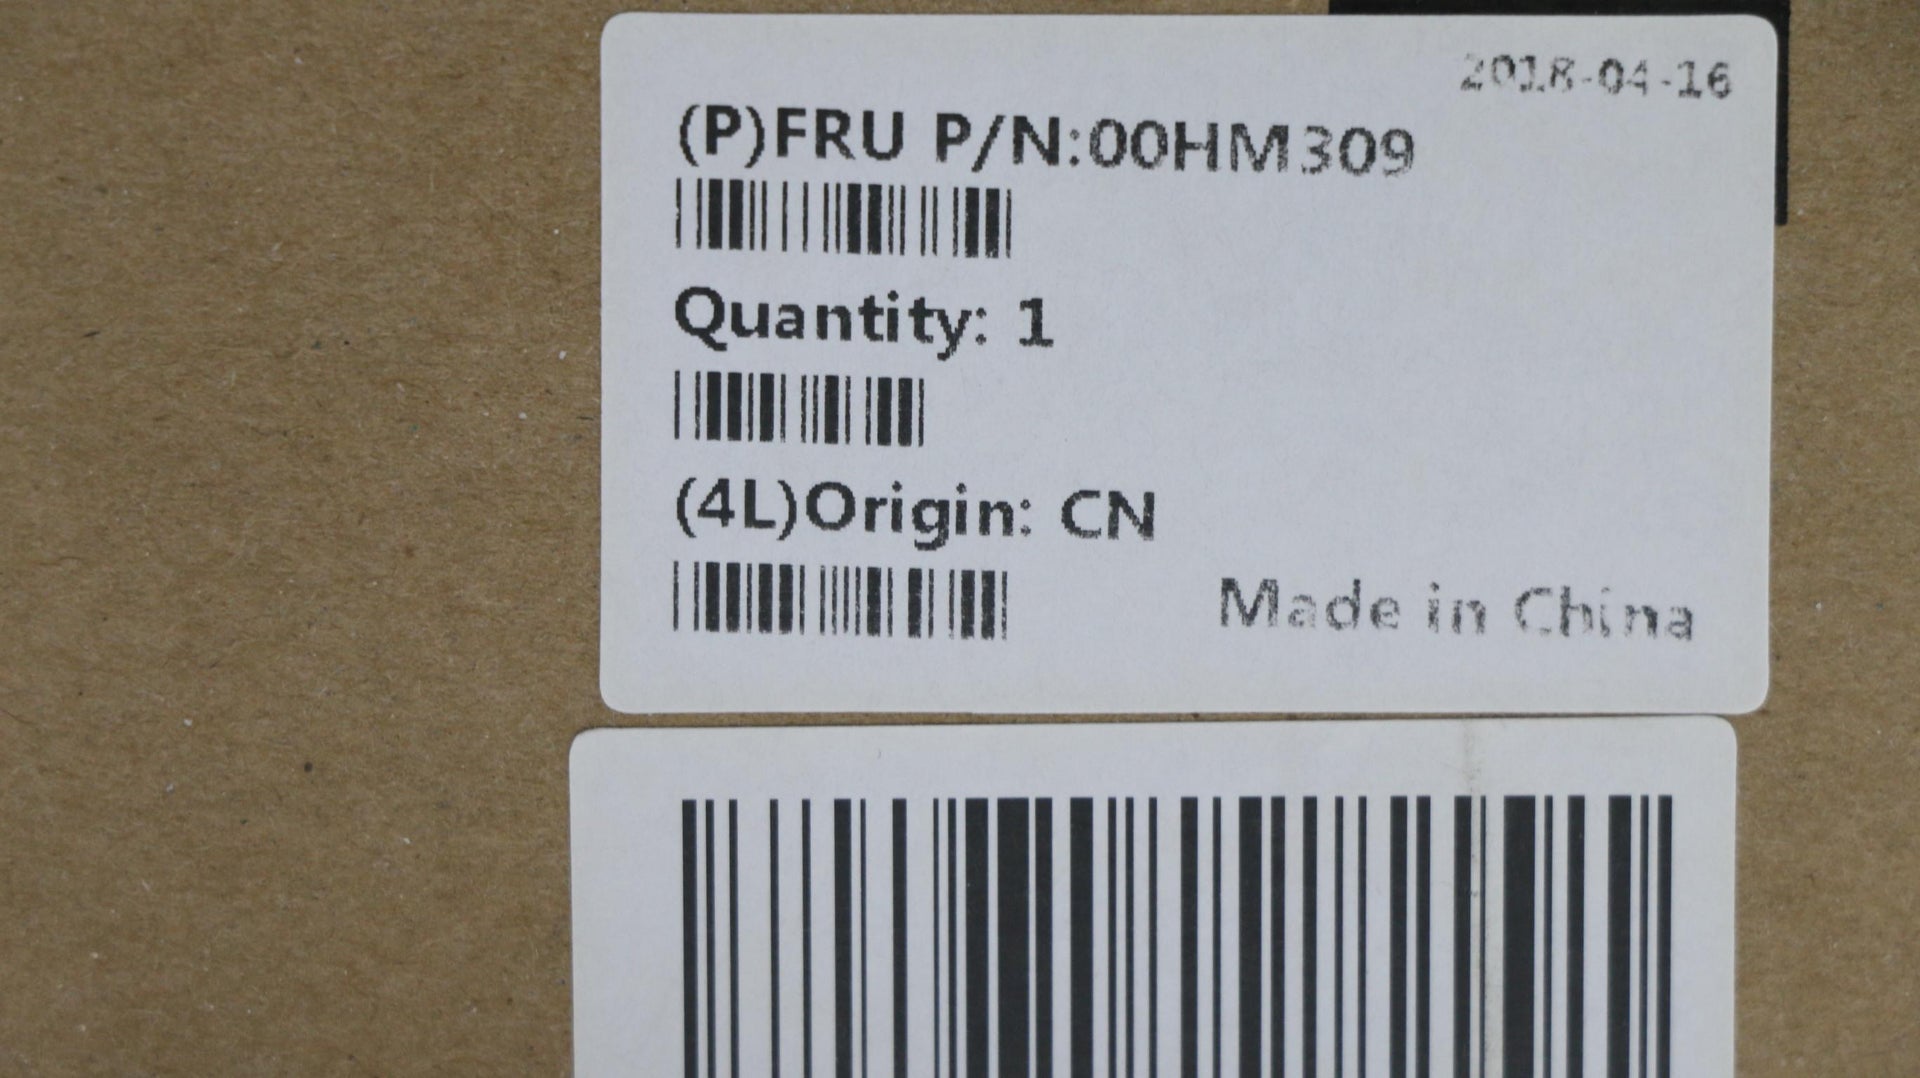 2018-04-16
(P)FRU P/N:00HM309
Quantity: 1
(4L)Origin: CN
Made in China